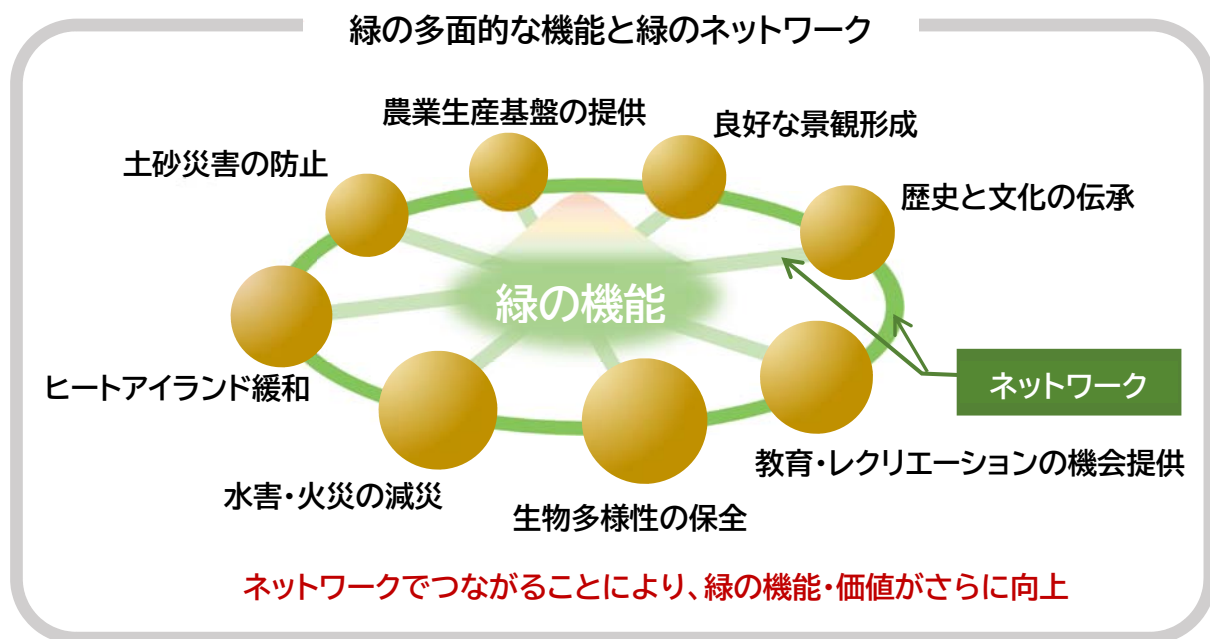 緑の多面的な機能と緑のネットワーク
農業生産基盤の提供
良好な景観形成
土砂災害の防止
歴史と文化の伝承
緑の機能
ヒートアイランド緩和
ネットワーク
教育・レクリエーションの機会提供
水害・火災の減災
生物多様性の保全
ネットワークでつながることにより、緑の機能・価値がさらに向上